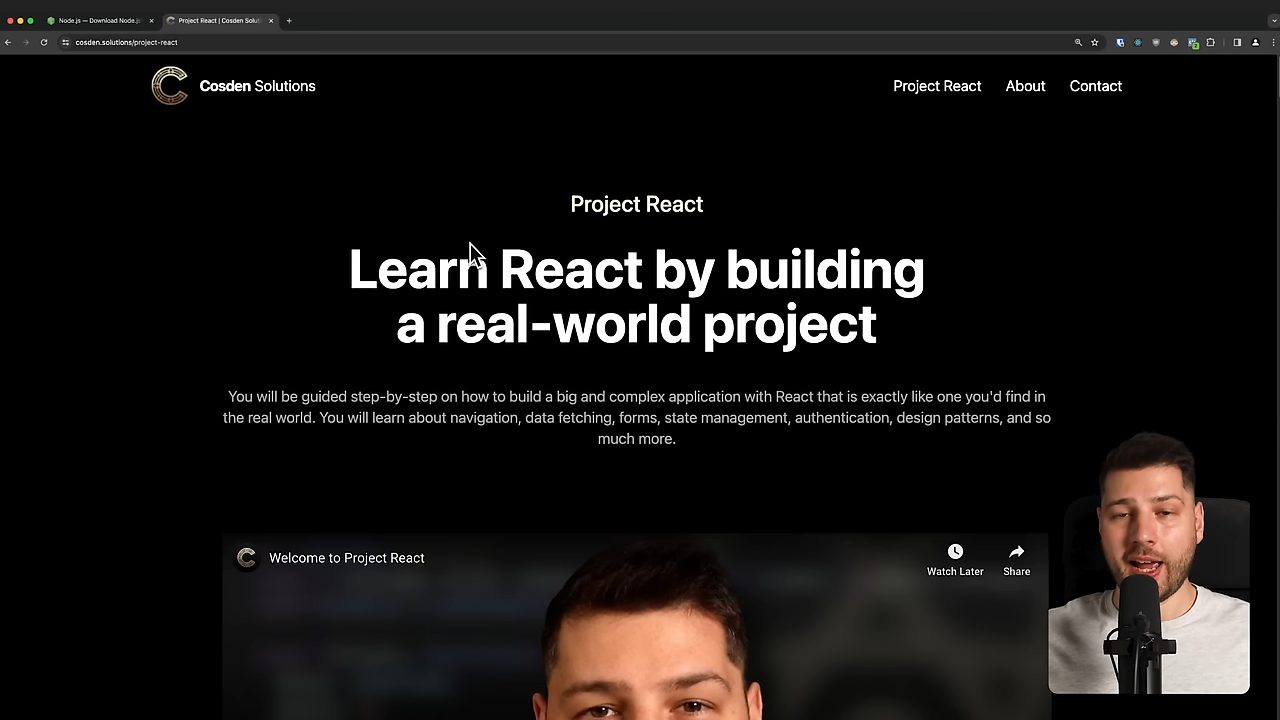 Node.js — Download Node.js
Project React | Cosden Solut
cosden.solutions/project-react
Cosden Solutions
Project React
About
Contact
Project React
Learn React by building
a real-world project
You will be guided step-by-step on how to build a big and complex application with React that is exactly like one you'd find in
the real world. You will learn about navigation, data fetching, forms, state management, authentication, design patterns, and so
much more.
Welcome to Project React
Watch Later
Share